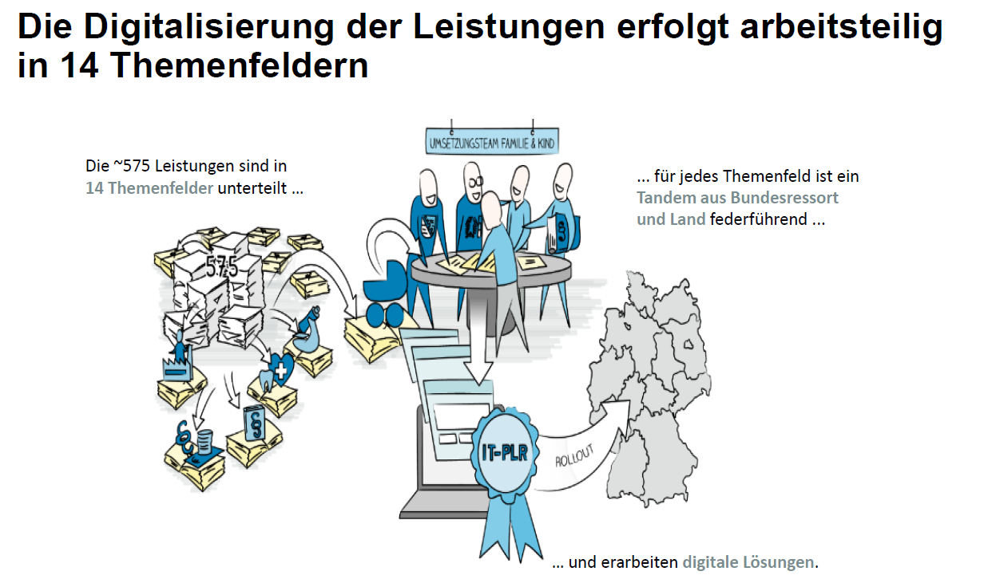 Die Digitalisierung der Leistungen erfolgt arbeitsteilig
in 14 Themenfeldern
Die ~575 Leistungen sind in
14 Themenfelder unterteilt ...
UMSETZUNGSTEAM FAMILIE & KIND
... für jedes Themenfeld ist ein
Tandem aus Bundesressort
und Land federführend ...
575
§
§
§
IT-PLR
ROLLOUT
... und erarbeiten digitale Lösungen.